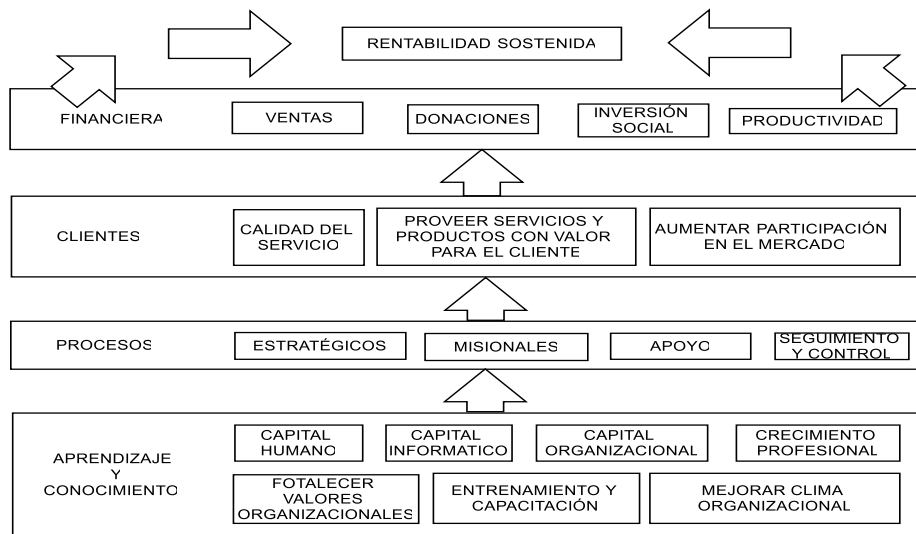 RENTABILIDAD SOSTENIDA
FINANCIERA
VENTAS
DONACIONES
INVERSIÓN
SOCIAL
PRODUCTIVIDAD
CLIENTES
CALIDAD DEL
SERVICIO
PROVEER SERVICIOS Y
PRODUCTOS CON VALOR
PARA EL CLIENTE
AUMENTAR PARTICIPACIÓN
EN EL MERCADO
PROCESOS
ESTRATÉGICOS
MISIONALES
APOYO
SEGUIMIENTO
Y CONTROL
APRENDIZAJE
Y
CONOCIMIENTO
CAPITAL
HUMANO
CAPITAL
INFORMATICO
CAPITAL
ORGANIZACIONAL
CRECIMIENTO
PROFESIONAL
FOTALECER
VALORES
ORGANIZACIONALES
ENTRENAMIENTO Y
CAPACITACIÓN
MEJORAR CLIMA
ORGANIZACIONAL